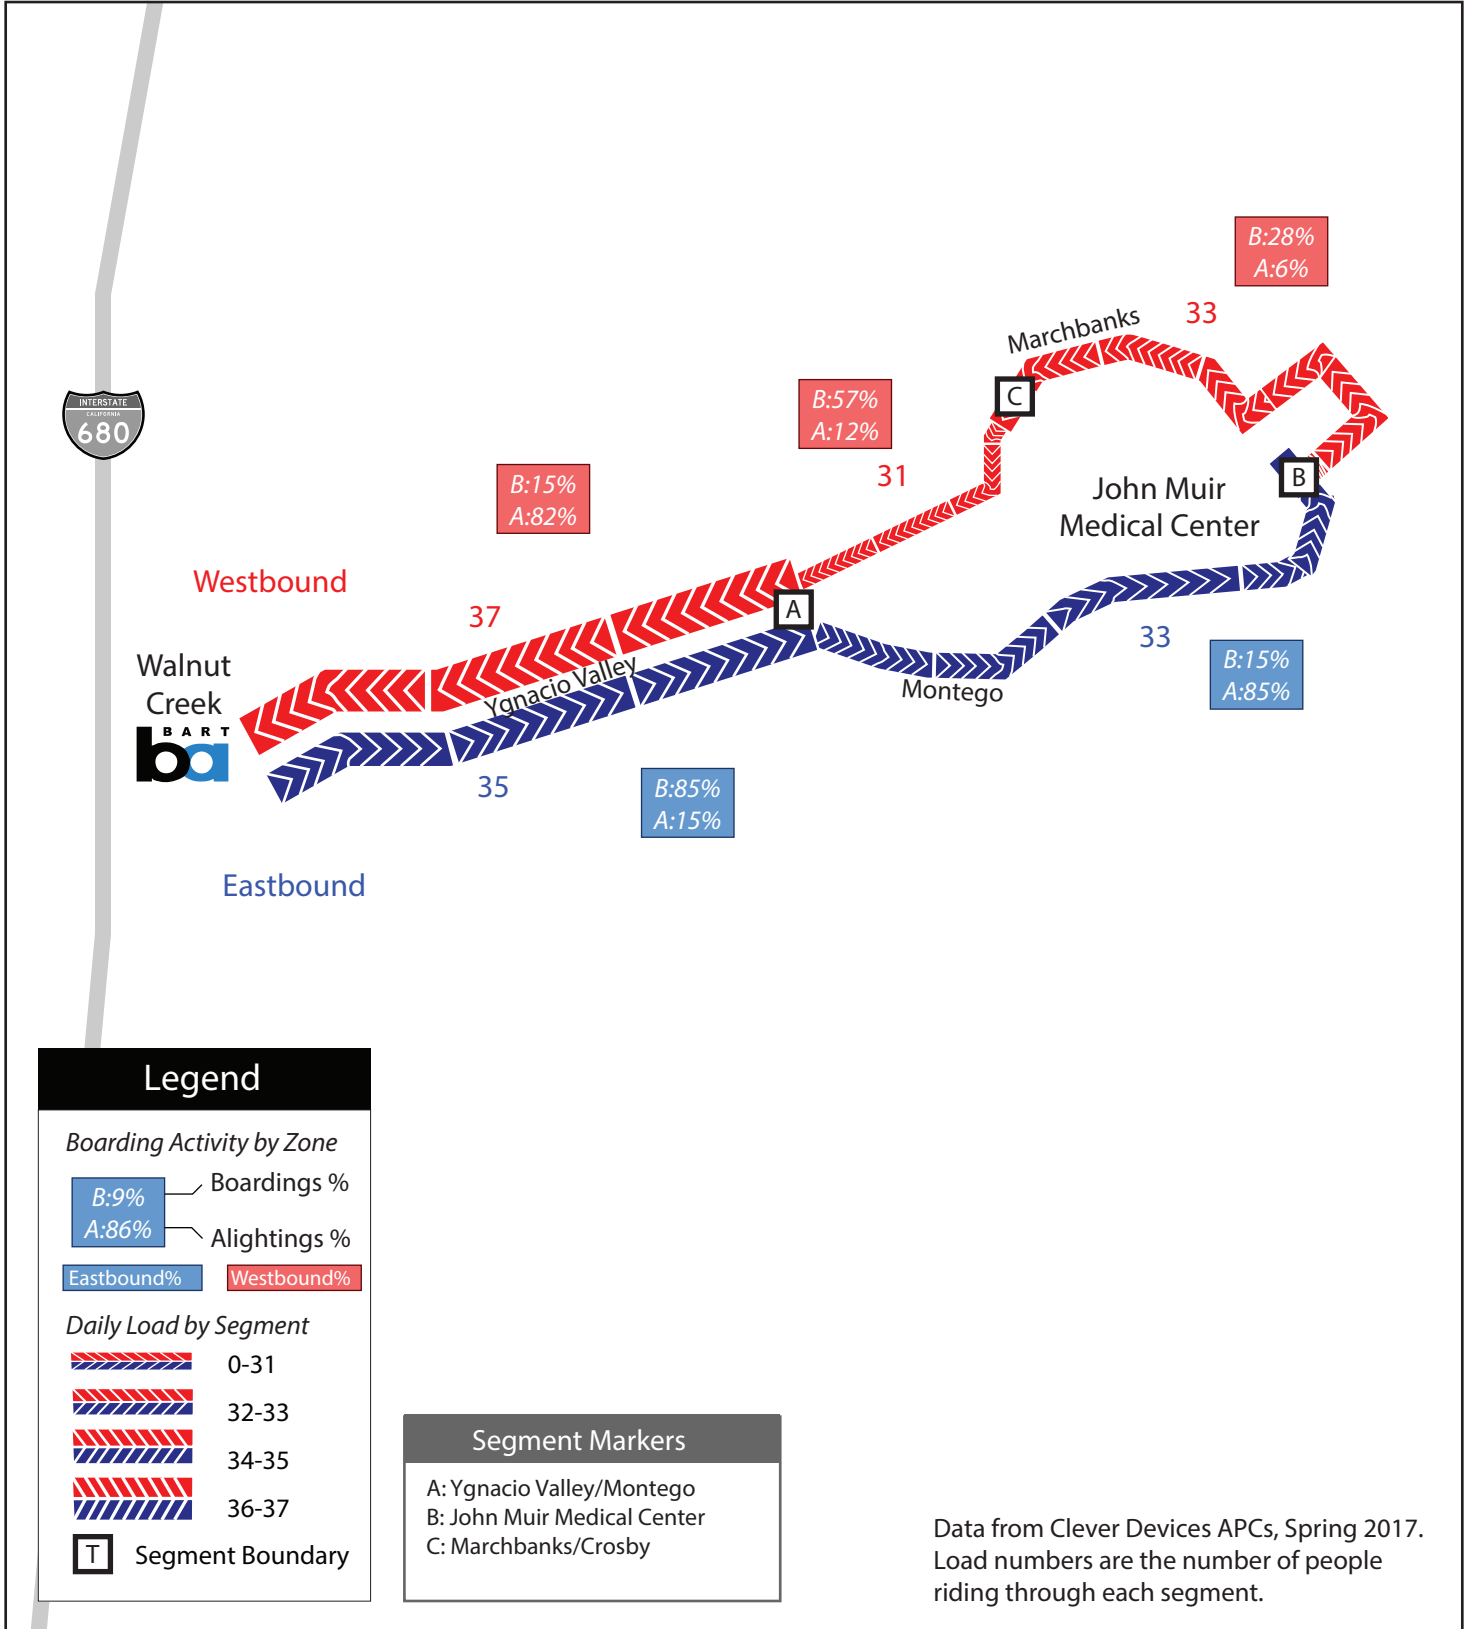 B:28%
A:6%
33
Marchbanks
C
B:57%
A:12%
31
INTERSTATE
CALIFORNIA
680
B:15%
A:82%
B
John Muir
Medical Center
Westbound
37
A
Walnut
Creek
BART
ba
Ygnacio Valley
Montego
33
B:15%
A:85%
35
B:85%
A:15%
Eastbound
Legend
Boarding Activity by Zone
B:9%
A:86%
Boardings %
Alightings %
Eastbound%
Westbound%
Daily Load by Segment
0-31
32-33
34-35
36-37
T
Segment Boundary
Segment Markers
A: Ygnacio Valley/Montego
B: John Muir Medical Center
C: Marchbanks/Crosby
Data from Clever Devices APCs, Spring 2017.
Load numbers are the number of people
riding through each segment.